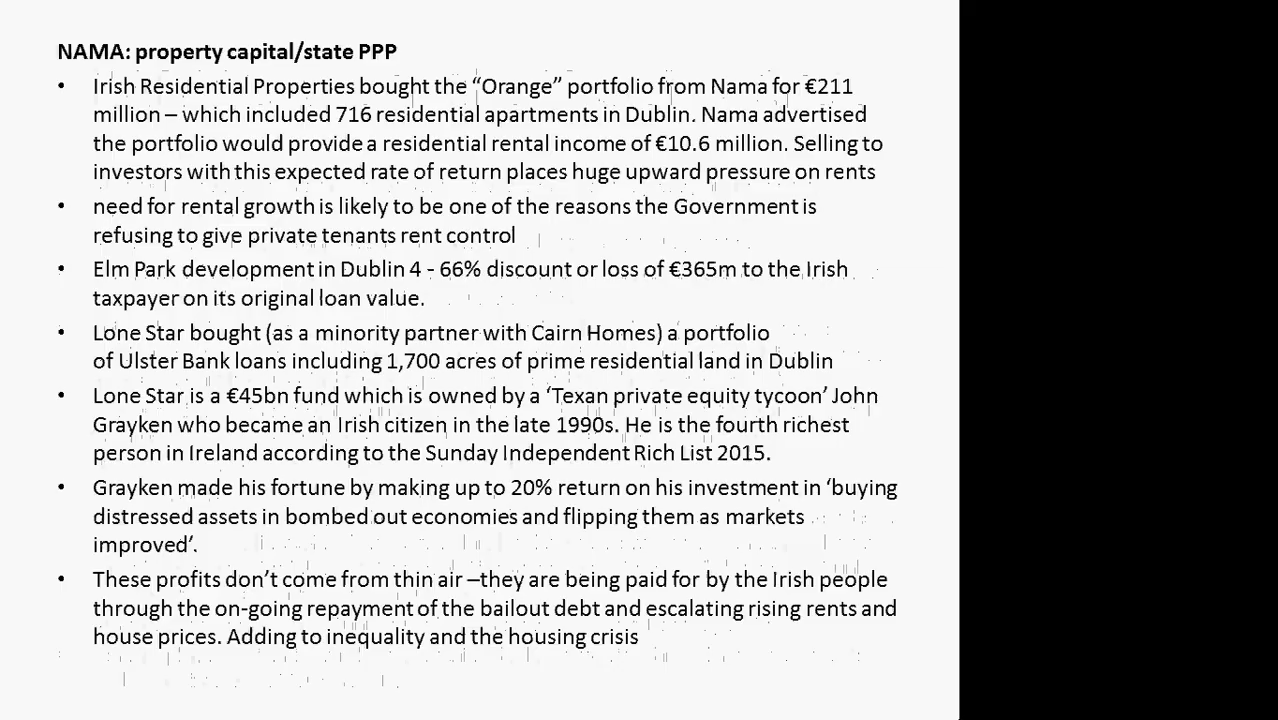 NAMA: property capital/state PPP
• Irish Residential Properties bought the “Orange” portfolio from Nama for €211
million – which included 716 residential apartments in Dublin. Nama advertised
the portfolio would provide a residential rental income of €10.6 million. Selling to
investors with this expected rate of return places huge upward pressure on rents
• need for rental growth is likely to be one of the reasons the Government is
refusing to give private tenants rent control
• Elm Park development in Dublin 4 - 66% discount or loss of €365m to the Irish
taxpayer on its original loan value.
• Lone Star bought (as a minority partner with Cairn Homes) a portfolio
of Ulster Bank loans including 1,700 acres of prime residential land in Dublin
• Lone Star is a €45bn fund which is owned by a ‘Texan private equity tycoon’ John
Grayken who became an Irish citizen in the late 1990s. He is the fourth richest
person in Ireland according to the Sunday Independent Rich List 2015.
• Grayken made his fortune by making up to 20% return on his investment in ‘buying
distressed assets in bombed out economies and flipping them as markets
improved’.
• These profits don’t come from thin air –they are being paid for by the Irish people
through the on-going repayment of the bailout debt and escalating rising rents and
house prices. Adding to inequality and the housing crisis